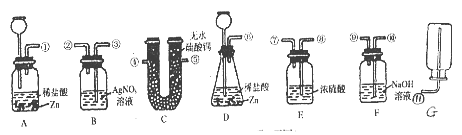 无水
硫酸铜
① ② ③ ④ ⑤ ⑥ ⑦ ⑧ ⑨ ⑩
稀盐酸
Zn
AgNO₃
溶液
稀盐酸
Zn
浓硫酸
NaOH
溶液
⑪
A B C D E F G